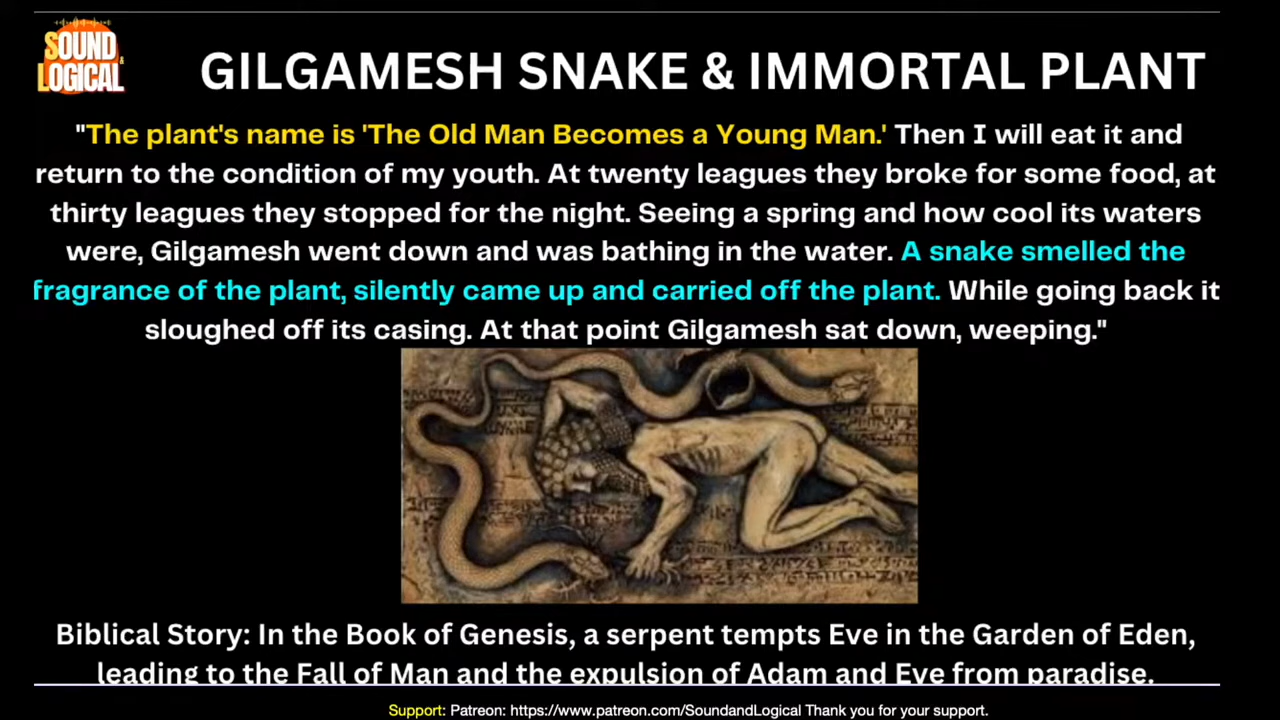 SOUND
&
LOGICAL
GILGAMESH SNAKE & IMMORTAL PLANT
"The plant's name is 'The Old Man Becomes a Young Man.' Then I will eat it and
return to the condition of my youth. At twenty leagues they broke for some food, at
thirty leagues they stopped for the night. Seeing a spring and how cool its waters
were, Gilgamesh went down and was bathing in the water. A snake smelled the
fragrance of the plant, silently came up and carried off the plant. While going back it
sloughed off its casing. At that point Gilgamesh sat down, weeping."
Biblical Story: In the Book of Genesis, a serpent tempts Eve in the Garden of Eden,
leading to the Fall of Man and the expulsion of Adam and Eve from paradise.
Support: Patreon: https://www.patreon.com/SoundandLogical Thank you for your support.